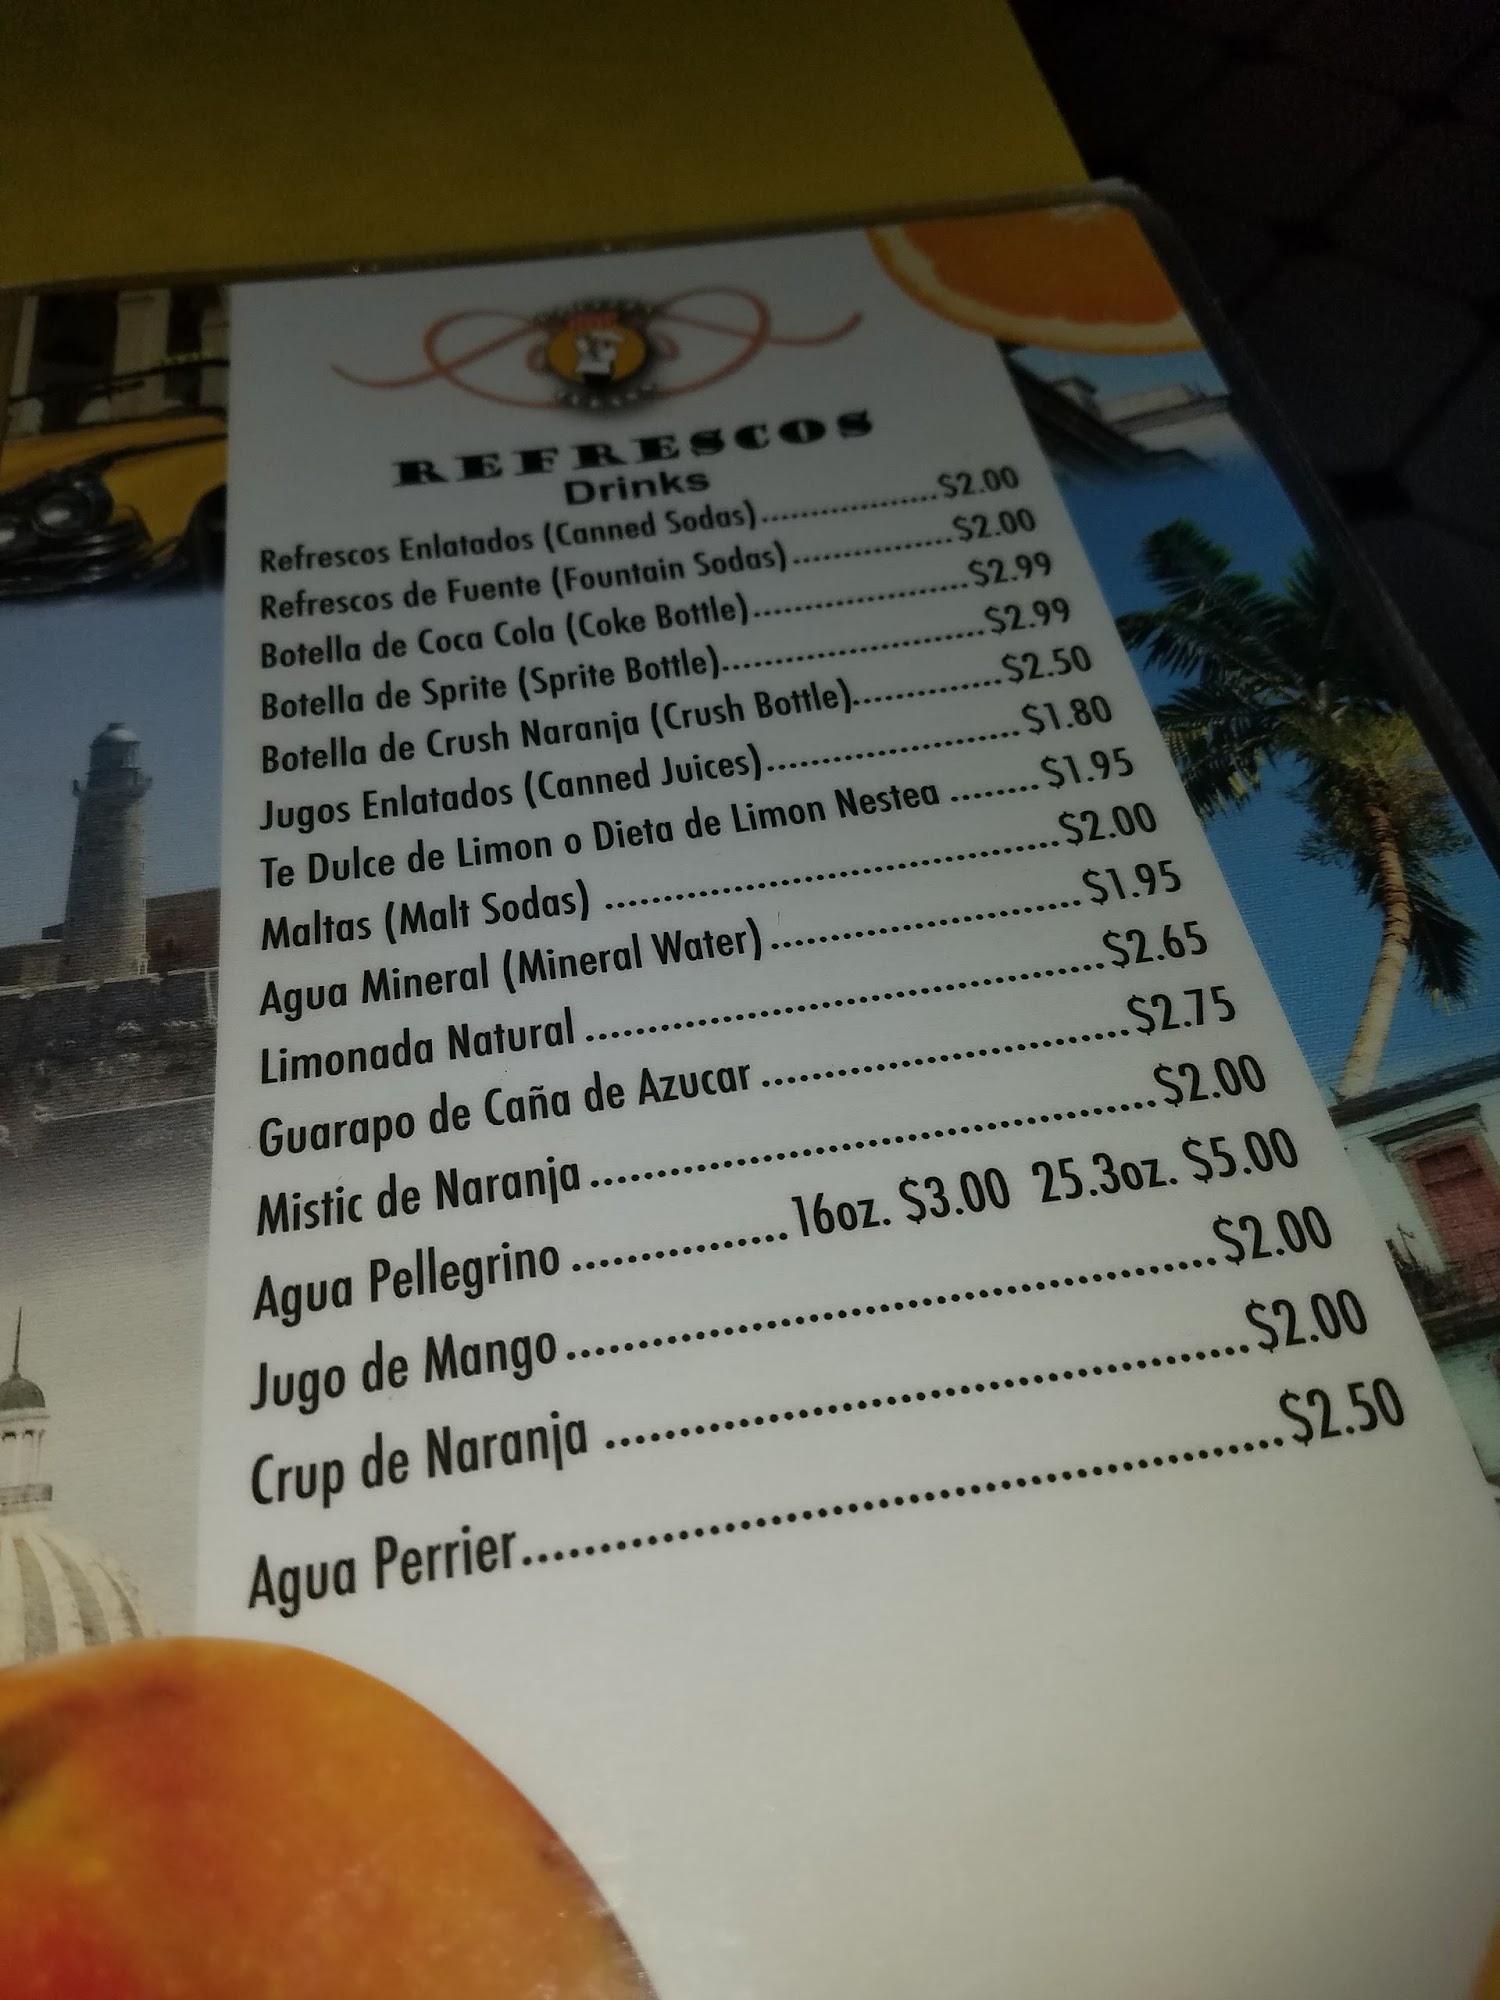 REFRESCOS
Drinks
Refrescos Enlatados (Canned Sodas)...................$2.00
Refrescos de Fuente (Fountain Sodas)................$2.00
Botella de Coca Cola (Coke Bottle).....................$2.99
Botella de Sprite (Sprite Bottle).........................$2.99
Botella de Crush Naranja (Crush Bottle)..............$2.50
Jugos Enlatados (Canned Juices).......................$1.80
Te Dulce de Limon o Dieta de Limon Nestea ........$1.95
Maltas (Malt Sodas) ........................................$2.00
Agua Mineral (Mineral Water)...........................$1.95
Limonada Natural ............................................$2.65
Guarapo de Caña de Azucar ..............................$2.75
Mistic de Naranja.............................................$2.00
Agua Pellegrino ................16oz. $3.00 25.3oz. $5.00
Jugo de Mango................................................$2.00
Crup de Naranja ..............................................$2.00
Agua Perrier....................................................$2.50